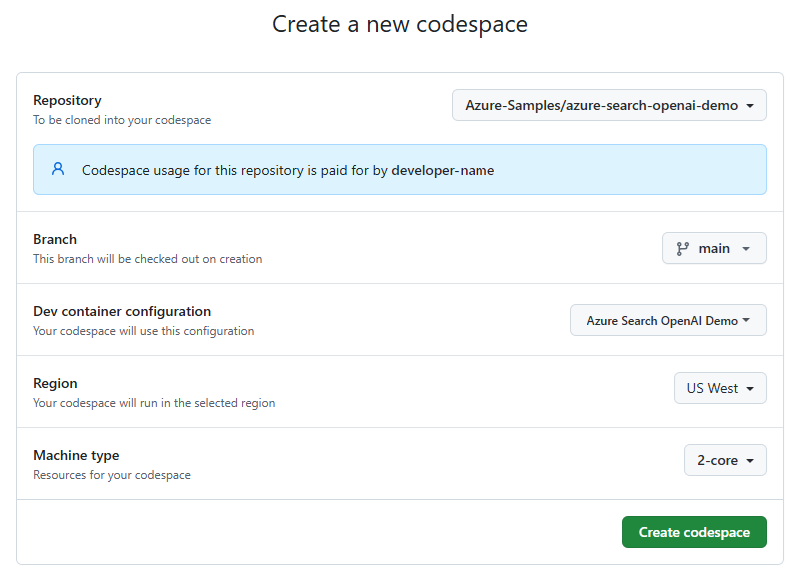 Create a new codespace
Repository
To be cloned into your codespace
Azure-Samples/azure-search-openai-demo
Codespace usage for this repository is paid for by developer-name
Branch
This branch will be checked out on creation
main
Dev container configuration
Your codespace will use this configuration
Azure Search OpenAI Demo
Region
Your codespace will run in the selected region
US West
Machine type
Resources for your codespace
2-core
Create codespace